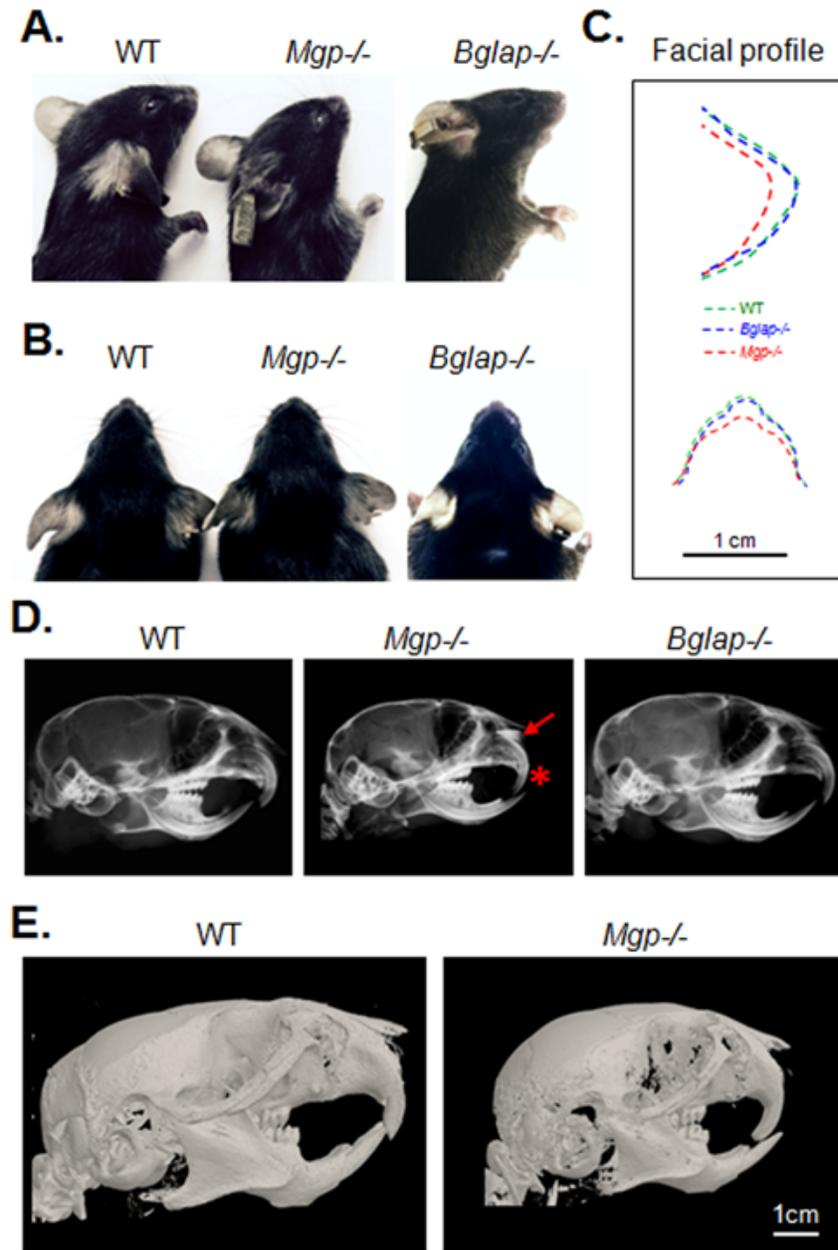 A.
WT Mgp-/- Bglap-/-
C.
Facial profile
WT
Bglap-/-
Mgp-/-
1 cm
B.
WT Mgp-/- Bglap-/-
D.
WT Mgp-/- Bglap-/-
*
E.
WT Mgp-/-
1cm